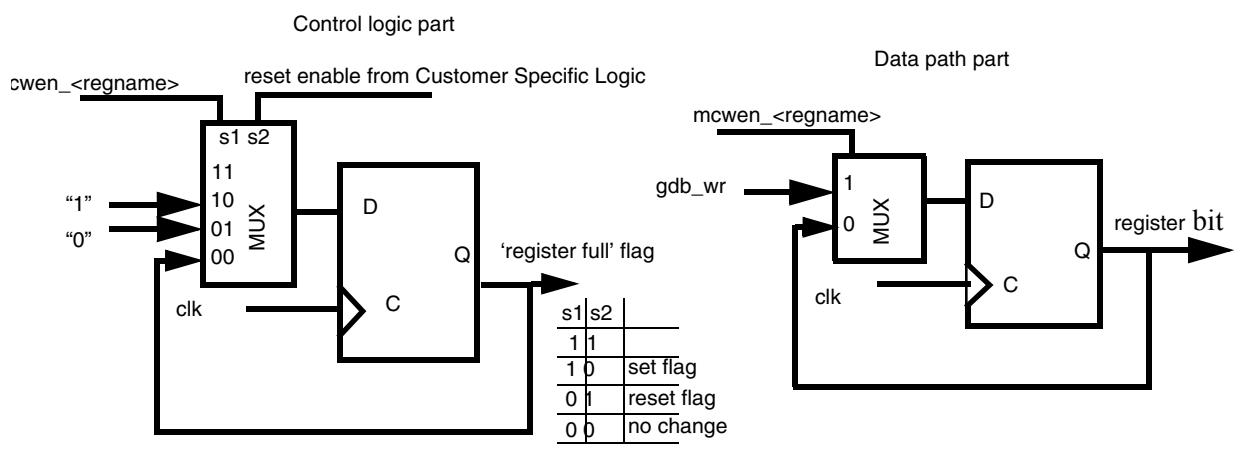 Control logic part
Data path part
cwen_<regname>
reset enable from Customer Specific Logic
mcwen_<regname>
s1 s2
11
10
01
00
MUX
“1”
“0”
D
Q
C
clk
'register full' flag
s1 s2
1 1
1 0 set flag
0 1 reset flag
0 0 no change
gdb_wr
1
0
MUX
D
Q
C
clk
register bit